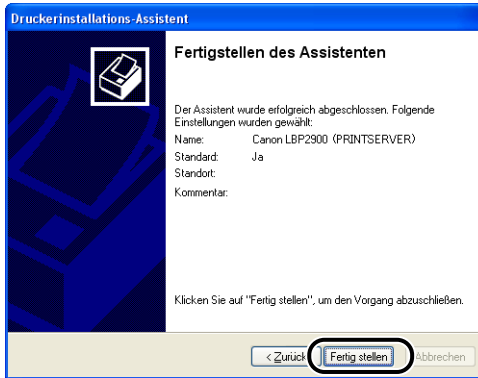 Druckerinstallations-Assistent
Fertigstellen des Assistenten
Der Assistent wurde erfolgreich abgeschlossen. Folgende
Einstellungen wurden gewählt:
Name: Canon LBP2900 (PRINTSERVER)
Standard: Ja
Standort:
Kommentar:
Klicken Sie auf "Fertig stellen", um den Vorgang abzuschließen.
< Zurück Fertig stellen Abbrechen